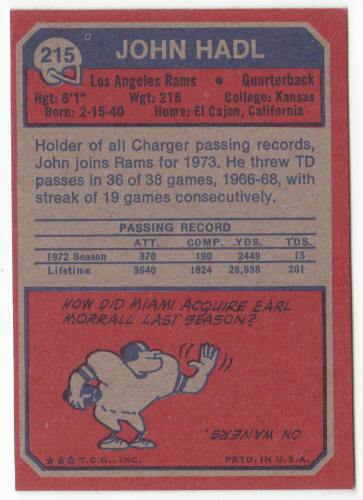 215
JOHN HADL
Los Angeles Rams • Quarterback
Hgt: 6'1" Wgt: 218 College: Kansas
Born: 2-15-40 Home: El Cajon, California
Holder of all Charger passing records,
John joins Rams for 1973. He threw TD
passes in 36 of 38 games, 1966-68, with
streak of 19 games consecutively.
PASSING RECORD
ATT. COMP. YDS. TDS.
1972 Season 370 190 2449 15
Lifetime 3640 1824 26,938 201
HOW DID MIAMI ACQUIRE EARL
MORRALL LAST SEASON?
ON WAIVERS.
★★© T.C.G., INC. PRTD. IN U.S.A.